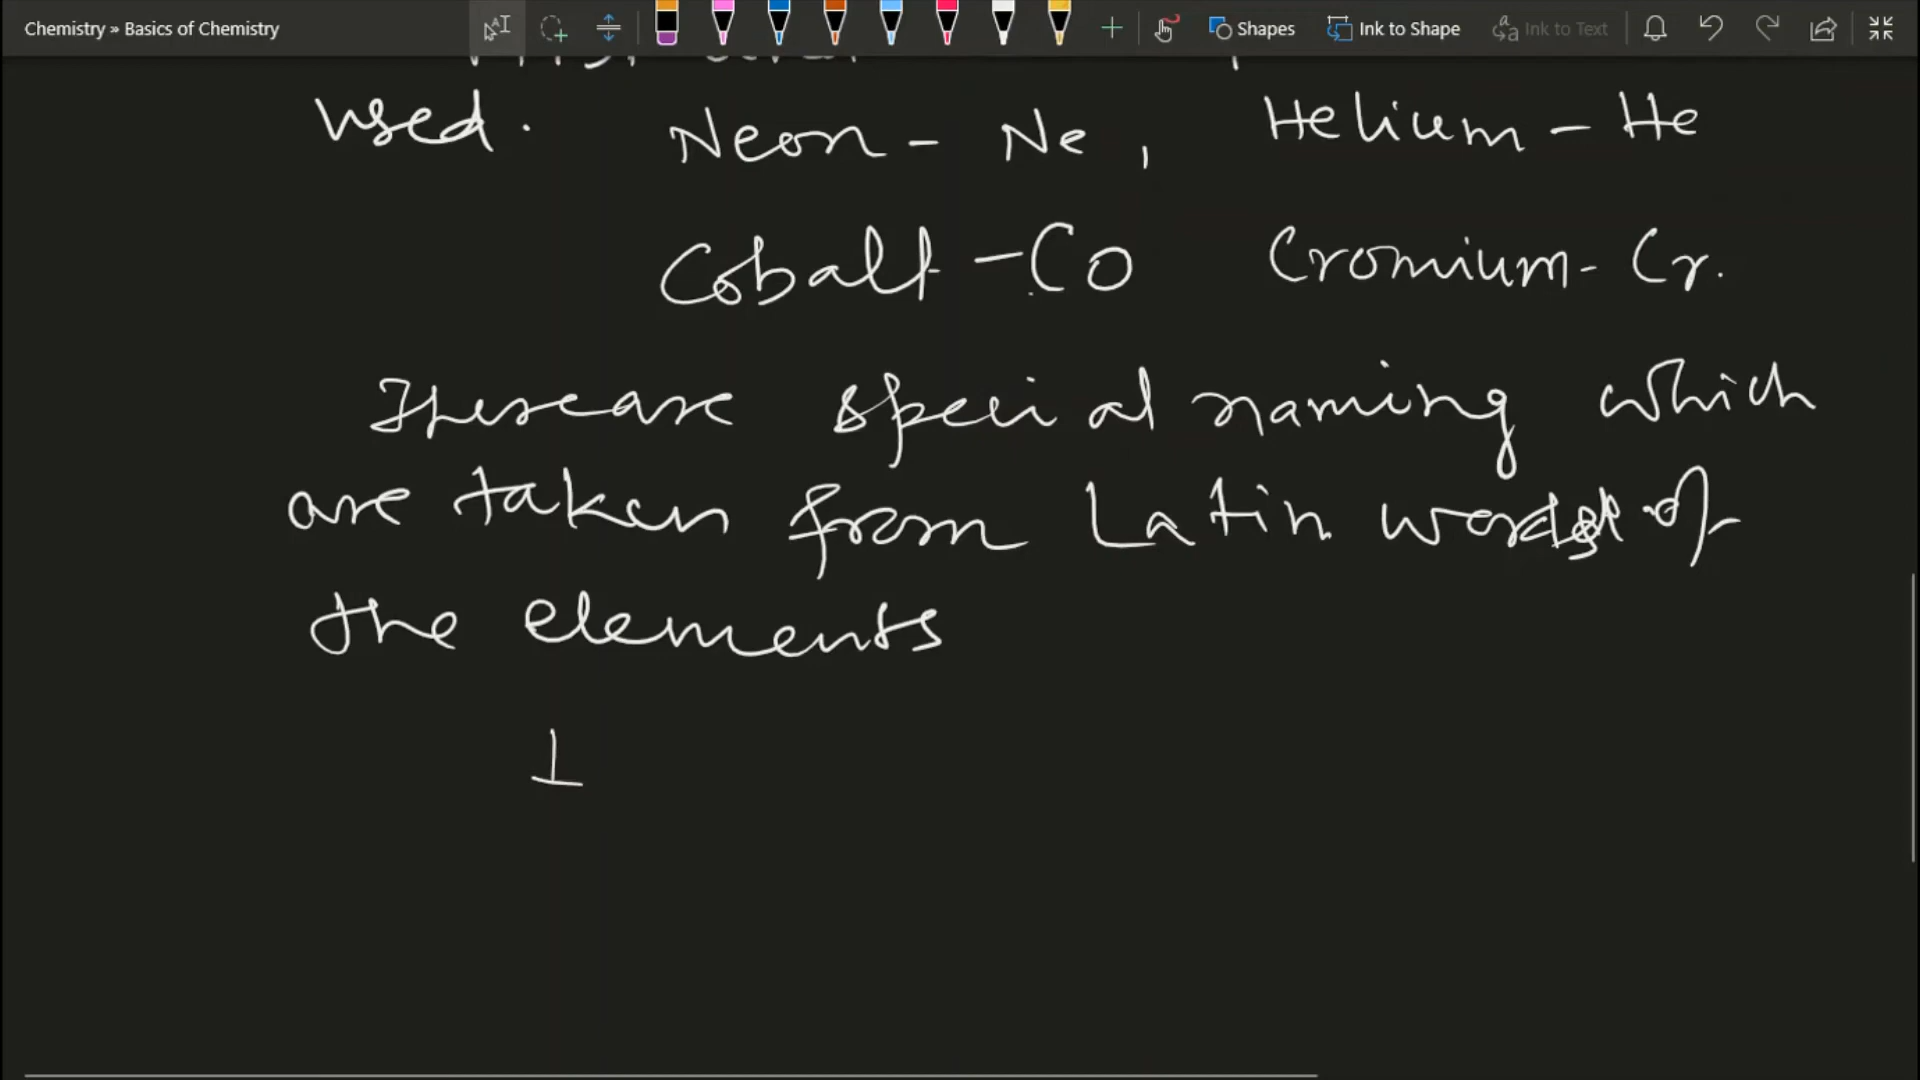 Chemistry » Basics of Chemistry Shapes Ink to Shape Ink to Text
used. Neon - Ne , Helium - He
Cobalt - Co Cromium - Cr.
There are special naming which
are taken from Latin words of
the elements
I